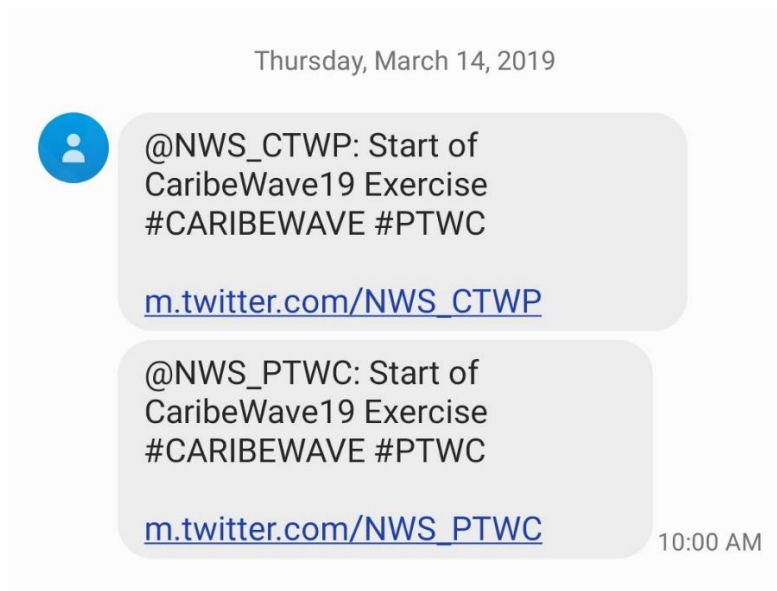 Thursday, March 14, 2019
@NWS_CTWP: Start of
CaribeWave19 Exercise
#CARIBEWAVE #PTWC
m.twitter.com/NWS_CTWP
@NWS_PTWC: Start of
CaribeWave19 Exercise
#CARIBEWAVE #PTWC
m.twitter.com/NWS_PTWC
10:00 AM